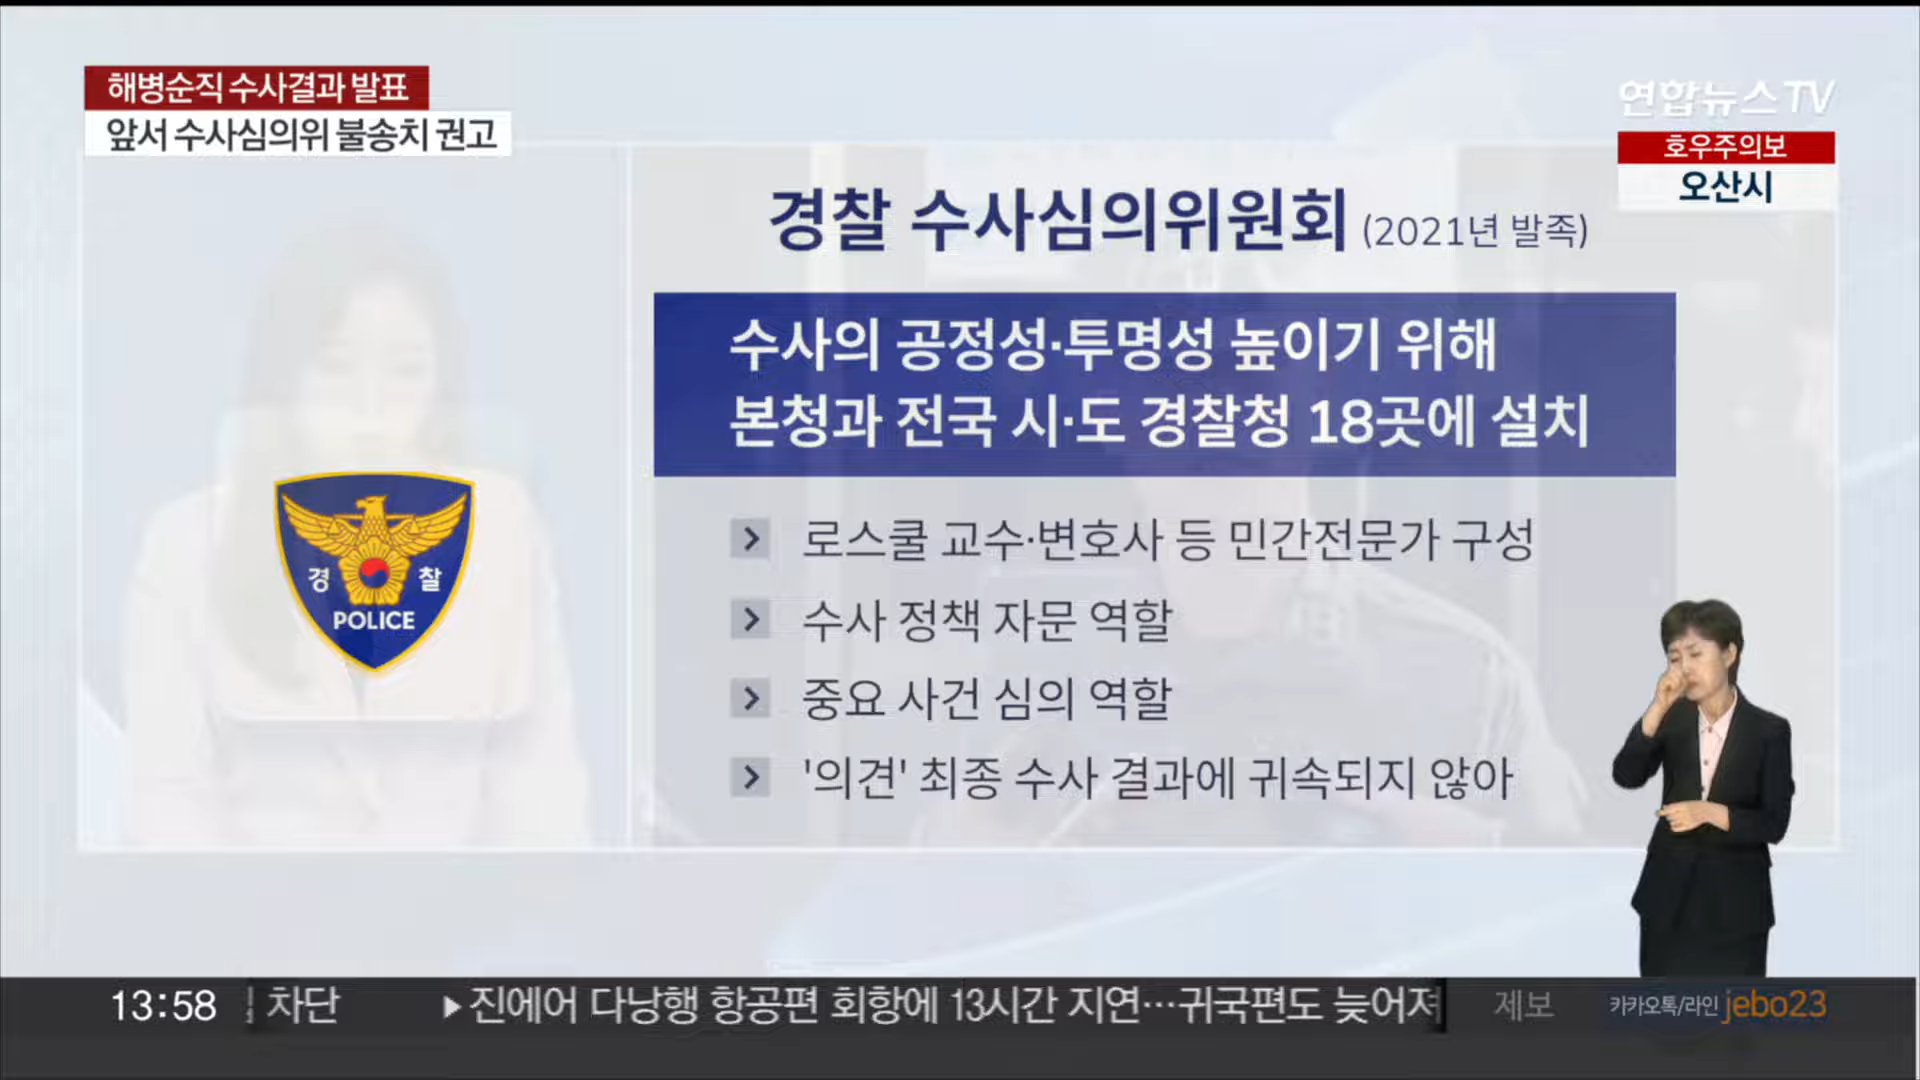 해병순직 수사결과 발표
앞서 수사심의위 불송치 권고
연합뉴스TV
호우주의보
오산시
경찰 수사심의위원회 (2021년 발족)
수사의 공정성·투명성 높이기 위해
본청과 전국 시·도 경찰청 18곳에 설치
로스쿨 교수·변호사 등 민간전문가 구성
수사 정책 자문 역할
중요 사건 심의 역할
'의견' 최종 수사 결과에 귀속되지 않아
경 찰
POLICE
13:58 차단 ▶진에어 다낭행 항공편 회항에 13시간 지연…귀국편도 늦어져 제보 카카오톡/라인 jebo23